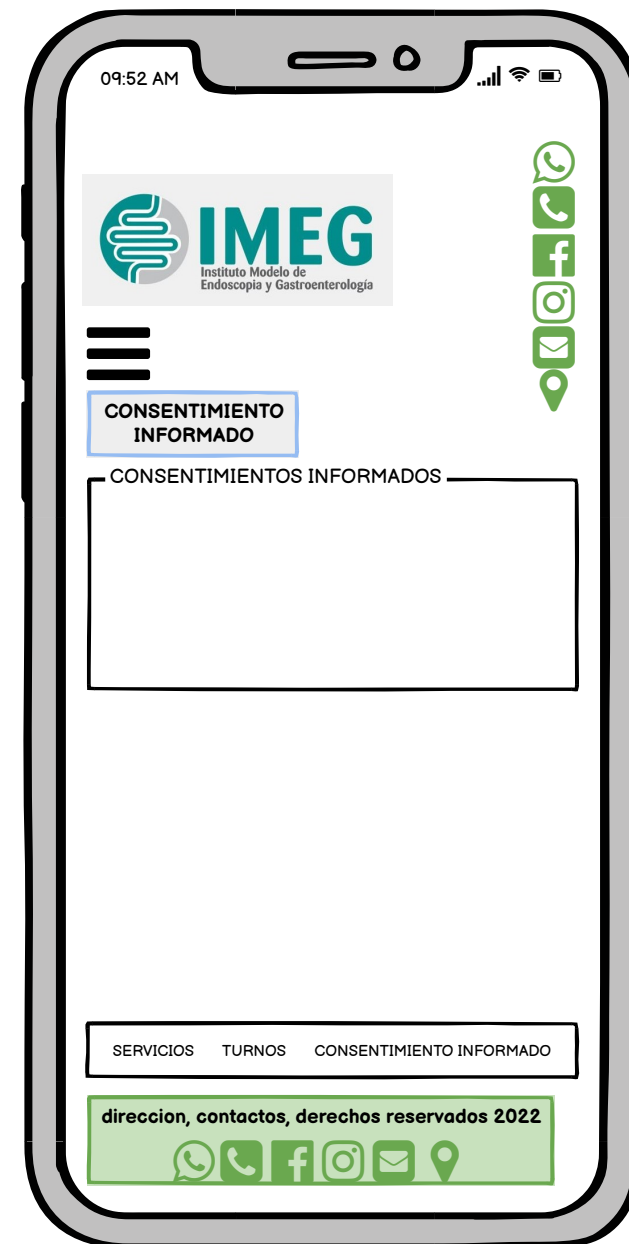 09:52 AM
IMEG
Instituto Modelo de
Endoscopia y Gastroenterología
CONSENTIMIENTO
INFORMADO
CONSENTIMIENTOS INFORMADOS
SERVICIOS TURNOS CONSENTIMIENTO INFORMADO
direccion, contactos, derechos reservados 2022